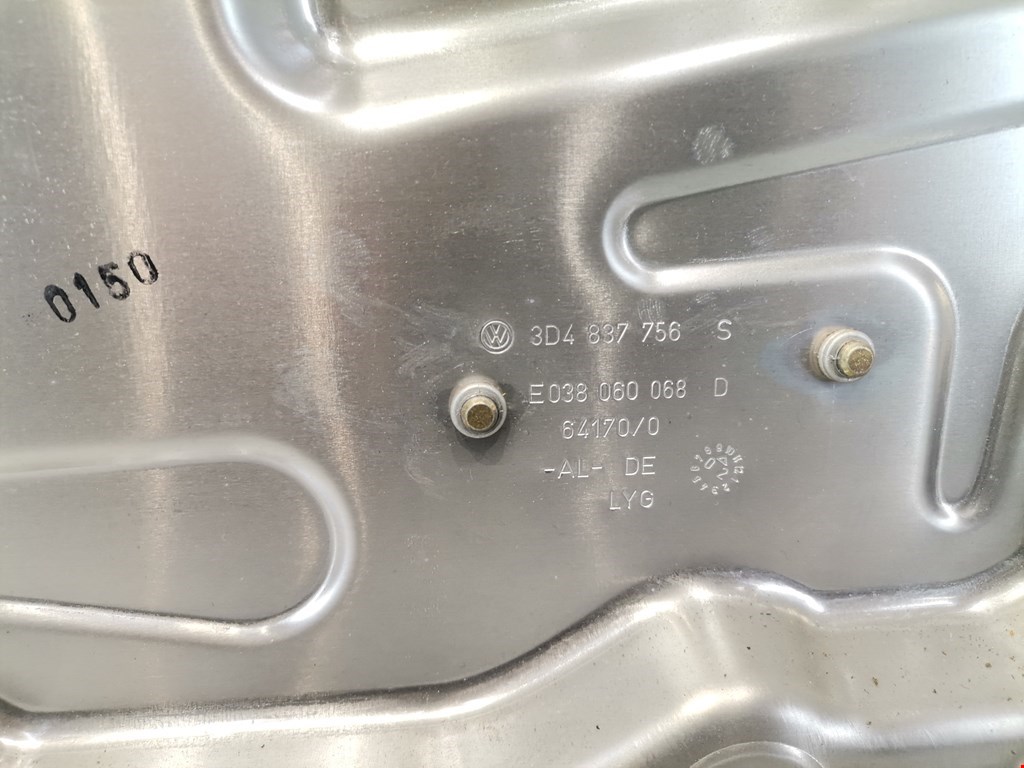 0150
3D4 837 756 S
E038 060 068 D
64170/0
-AL- DE
LYG